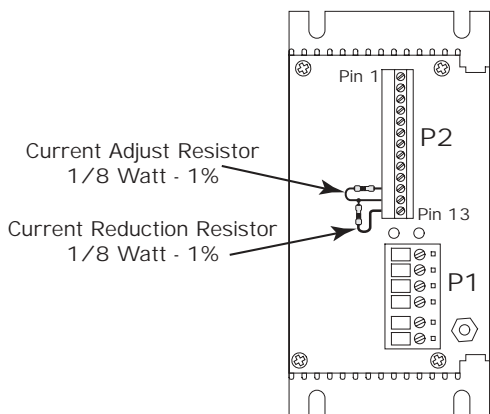 Pin 1
P2
Current Adjust Resistor
1/8 Watt - 1%
Pin 13
Current Reduction Resistor
1/8 Watt - 1%
P1